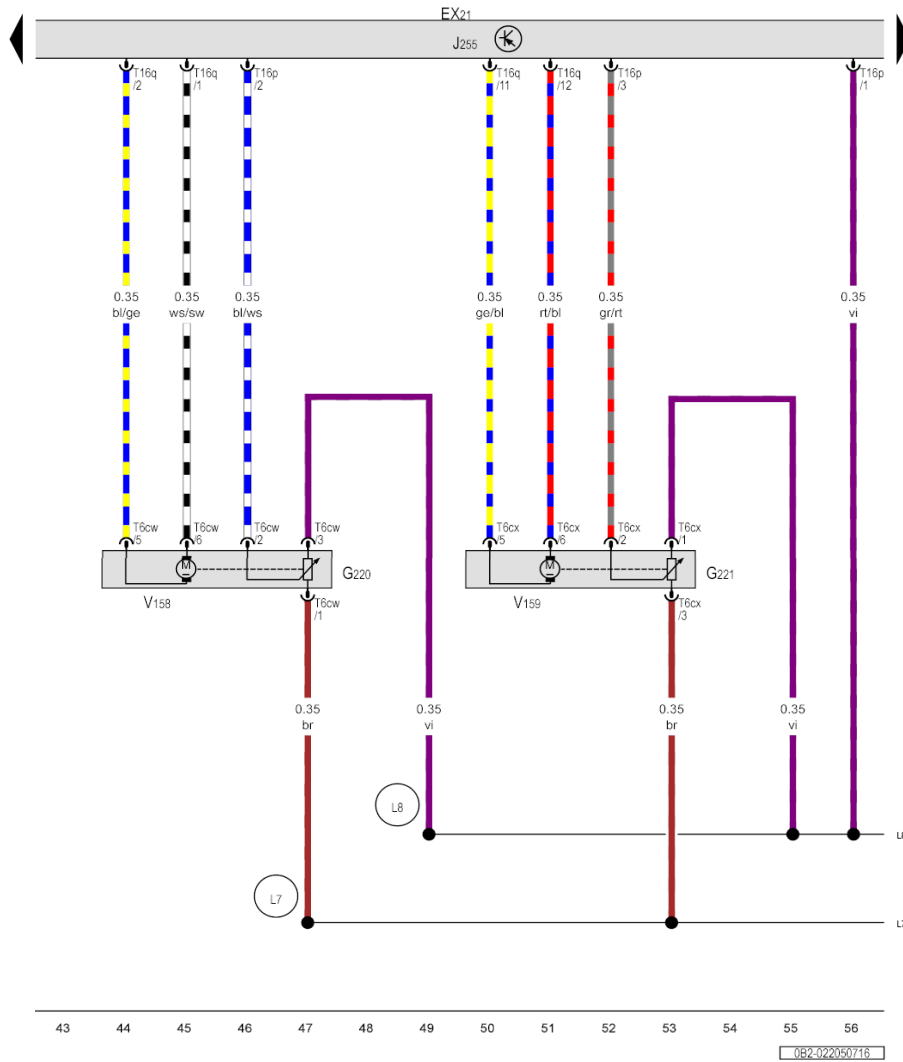 EX21
J255
T16q
/2
T16q
/1
T16p
/2
T16q
/11
T16q
/12
T16p
/3
T16p
/1
0.35
bl/ge
0.35
ws/sw
0.35
bl/ws
0.35
ge/bl
0.35
rt/bl
0.35
gr/rt
0.35
vi
T6cw
/5
T6cw
/6
T6cw
/2
T6cw
/3
T6cx
/5
T6cx
/6
T6cx
/2
T6cx
/1
M
G220
M
G221
V158
T6cw
/1
V159
T6cx
/3
0.35
br
0.35
vi
0.35
br
0.35
vi
L8
L7
43 44 45 46 47 48 49 50 51 52 53 54 55 56
0B2-022050716